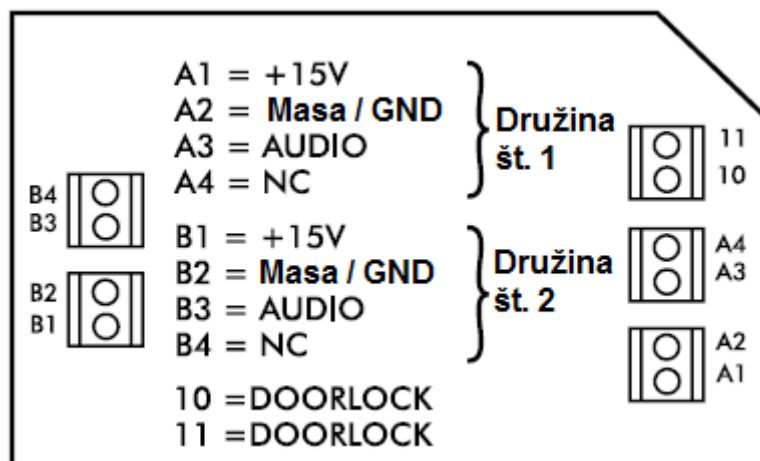 A1 = +15V
A2 = Masa / GND
A3 = AUDIO
A4 = NC
Družina
št. 1
B1 = +15V
B2 = Masa / GND
B3 = AUDIO
B4 = NC
Družina
št. 2
10 =DOORLOCK
11 =DOORLOCK
B4
B3
B2
B1
11
10
A4
A3
A2
A1